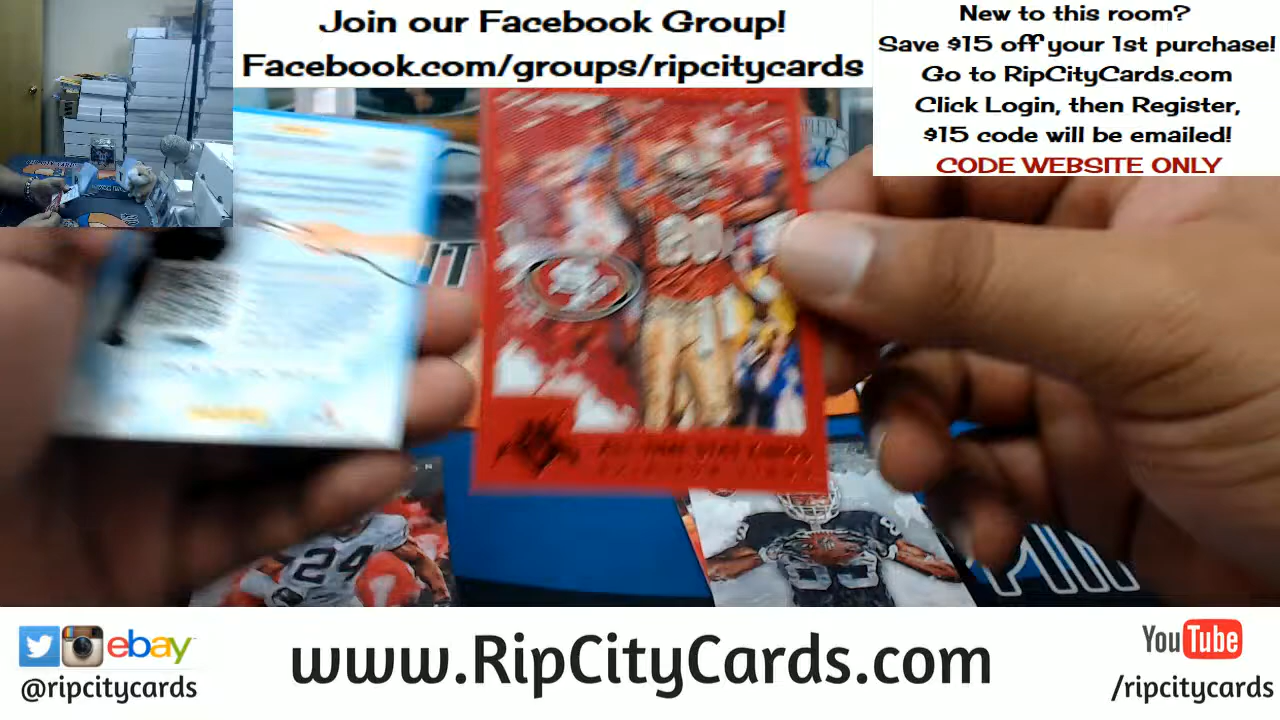 Join our Facebook Group!
Facebook.com/groups/ripcitycards
New to this room?
Save $15 off your 1st purchase!
Go to RipCityCards.com
Click Login, then Register,
$15 code will be emailed!
CODE WEBSITE ONLY
20
24
ebay
@ripcitycards
www.RipCityCards.com
YouTube
/ripcitycards